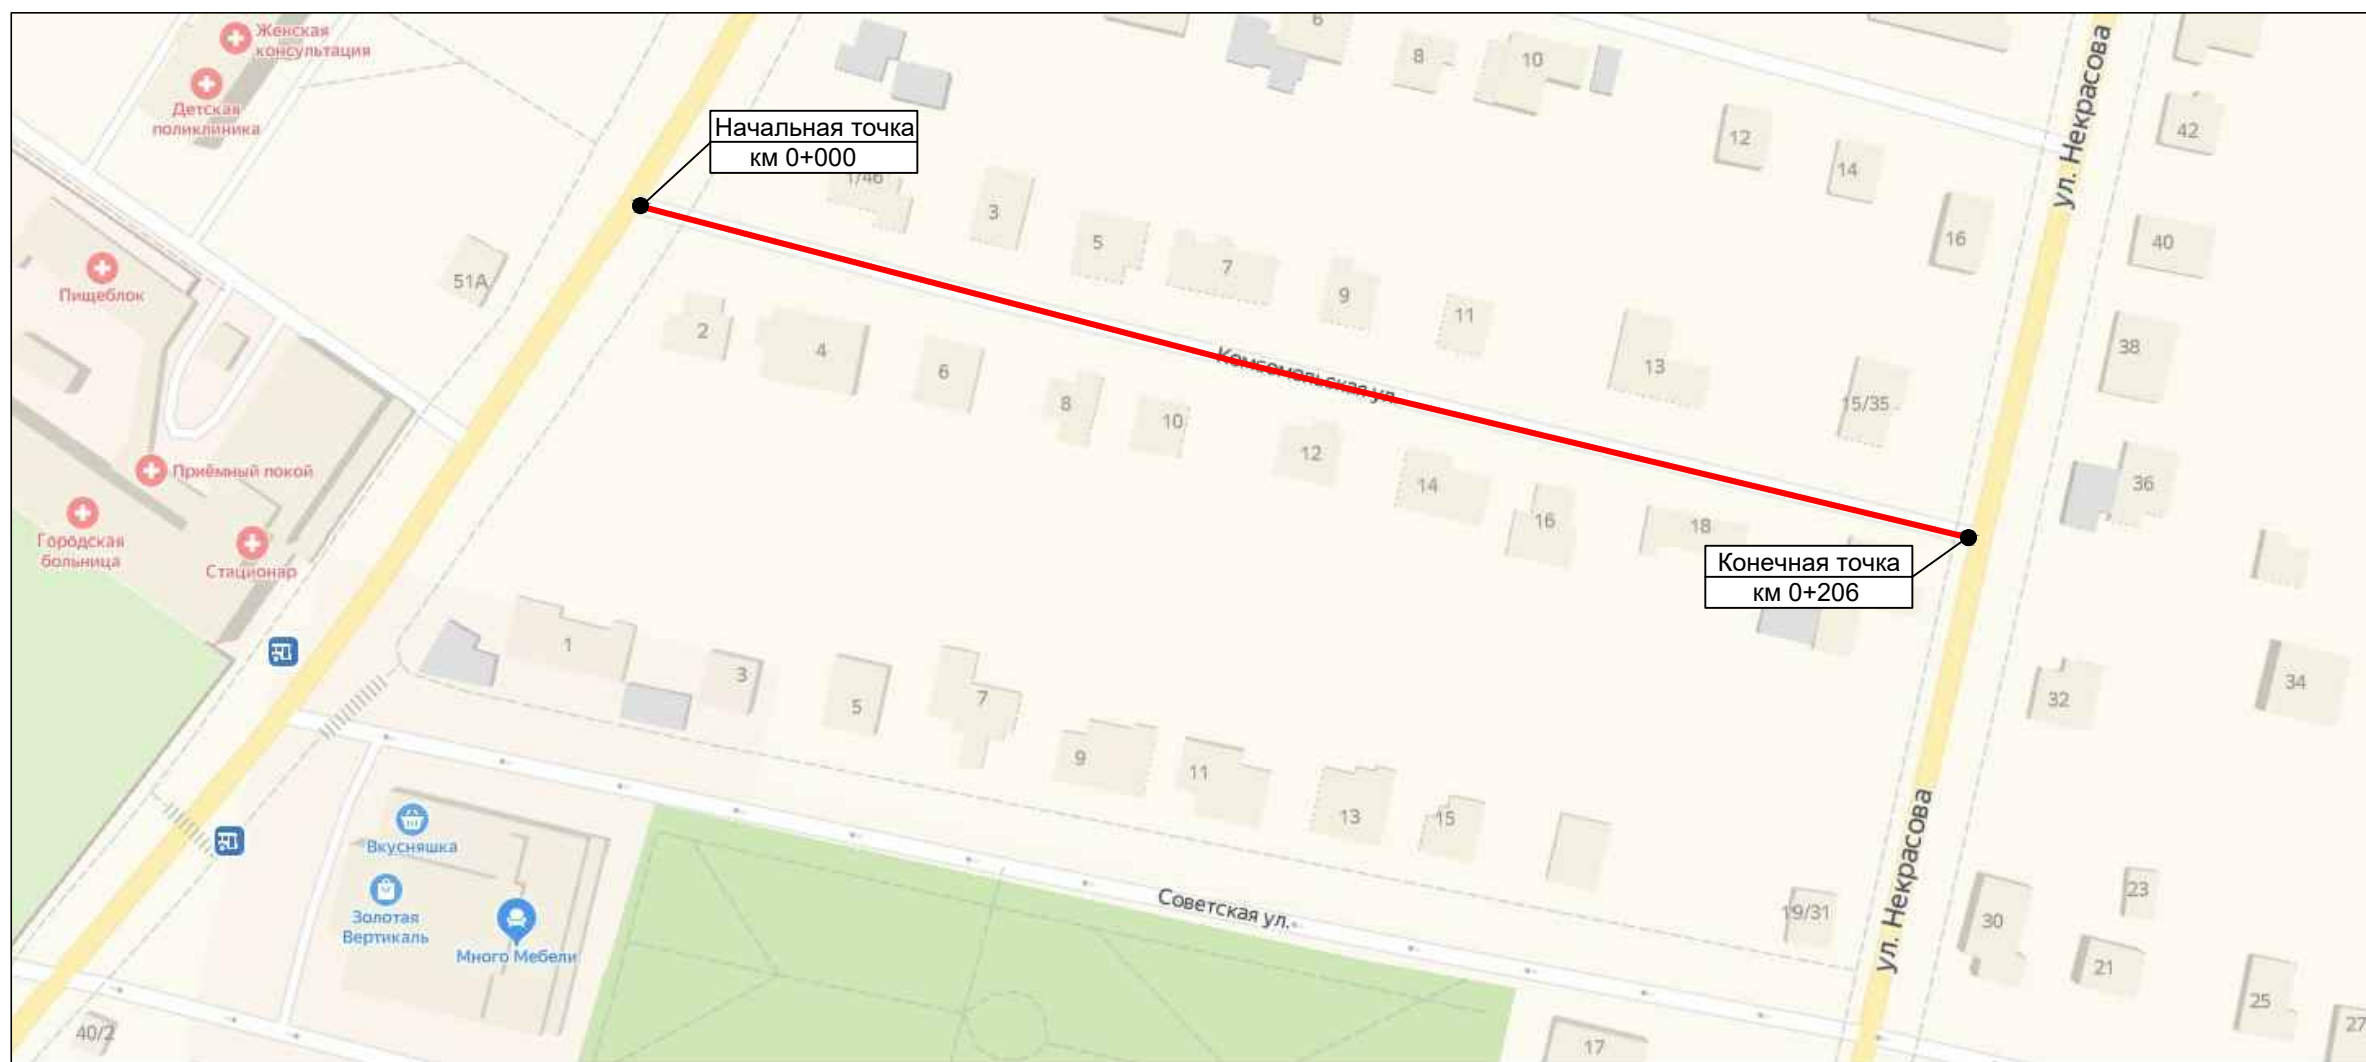 Женская
консультация
Детская
поликлиника
6
8
10
ул. Некрасова
42
12
14
Начальная точка
км 0+000
1/46
3
5
7
9
11
13
15/35
16
40
38
36
51А
Пищеблок
2
4
6
8
10
12
14
16
18
Комсомольская ул.
Приёмный покой
Городская
больница
Стационар
Конечная точка
км 0+206
34
32
1
3
5
7
9
11
13
15
19/31
Вкусняшка
Золотая
Вертикаль
Много Мебели
Советская ул.
ул. Некрасова
30
23
21
25
27
40/2
17